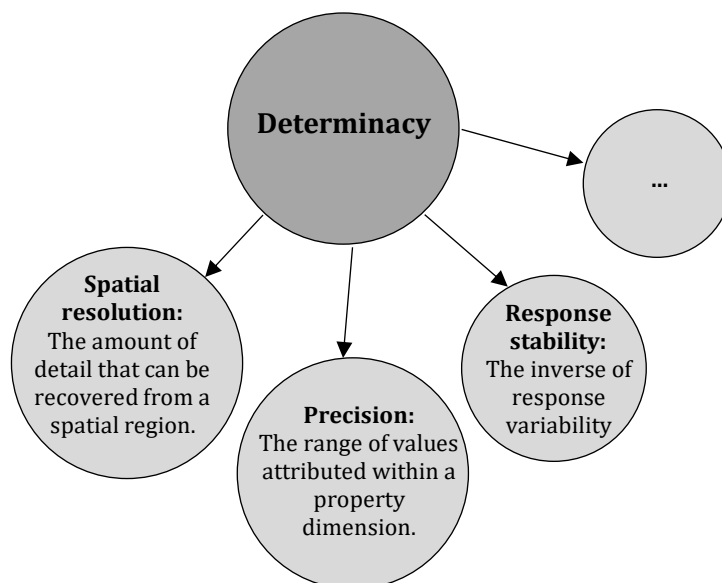 Determinacy
...
Spatial
resolution:
The amount of
detail that can be
recovered from a
spatial region.
Precision:
The range of values
attributed within a
property
dimension.
Response
stability:
The inverse of
response
variability